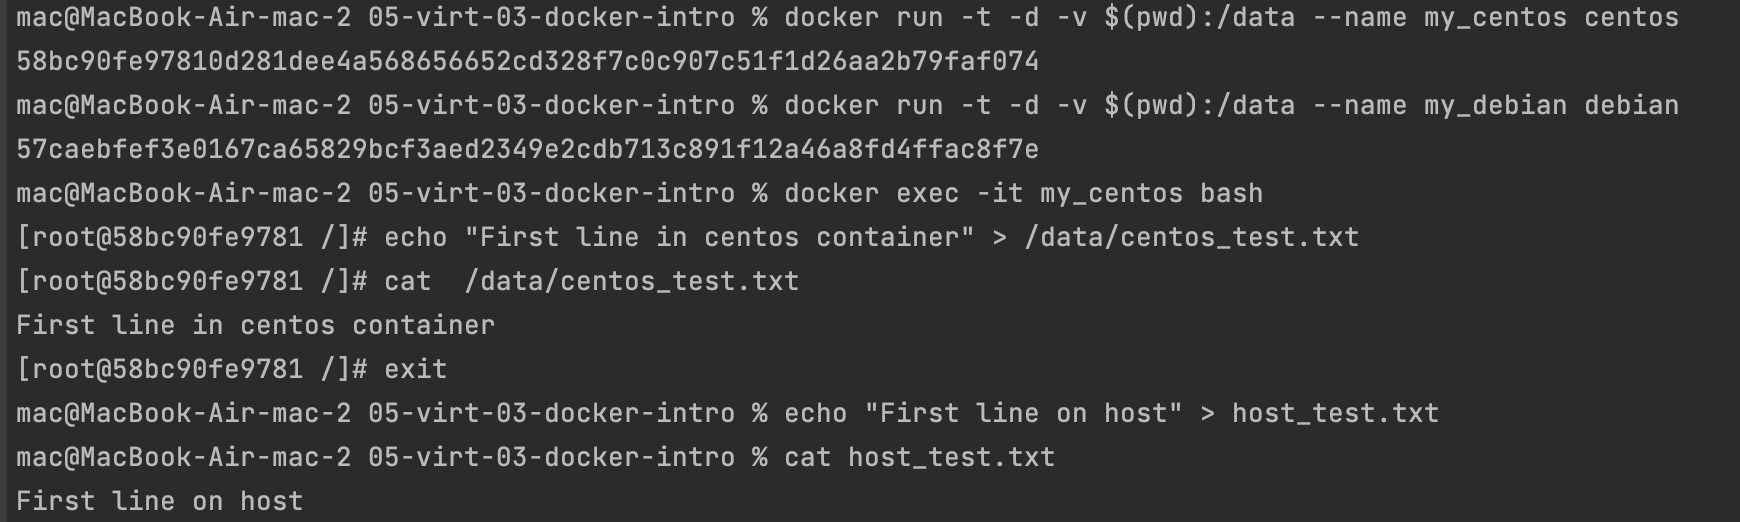 mac@MacBook-Air-mac-2 05-virt-03-docker-intro % docker run -t -d -v $(pwd):/data --name my_centos centos
58bc90fe97810d281dee4a568656652cd328f7c0c907c51f1d26aa2b79faf074
mac@MacBook-Air-mac-2 05-virt-03-docker-intro % docker run -t -d -v $(pwd):/data --name my_debian debian
57caebfef3e0167ca65829bcf3aed2349e2cdb713c891f12a46a8fd4ffac8f7e
mac@MacBook-Air-mac-2 05-virt-03-docker-intro % docker exec -it my_centos bash
[root@58bc90fe9781 /]# echo "First line in centos container" > /data/centos_test.txt
[root@58bc90fe9781 /]# cat  /data/centos_test.txt
First line in centos container
[root@58bc90fe9781 /]# exit
mac@MacBook-Air-mac-2 05-virt-03-docker-intro % echo "First line on host" > host_test.txt
mac@MacBook-Air-mac-2 05-virt-03-docker-intro % cat host_test.txt
First line on host